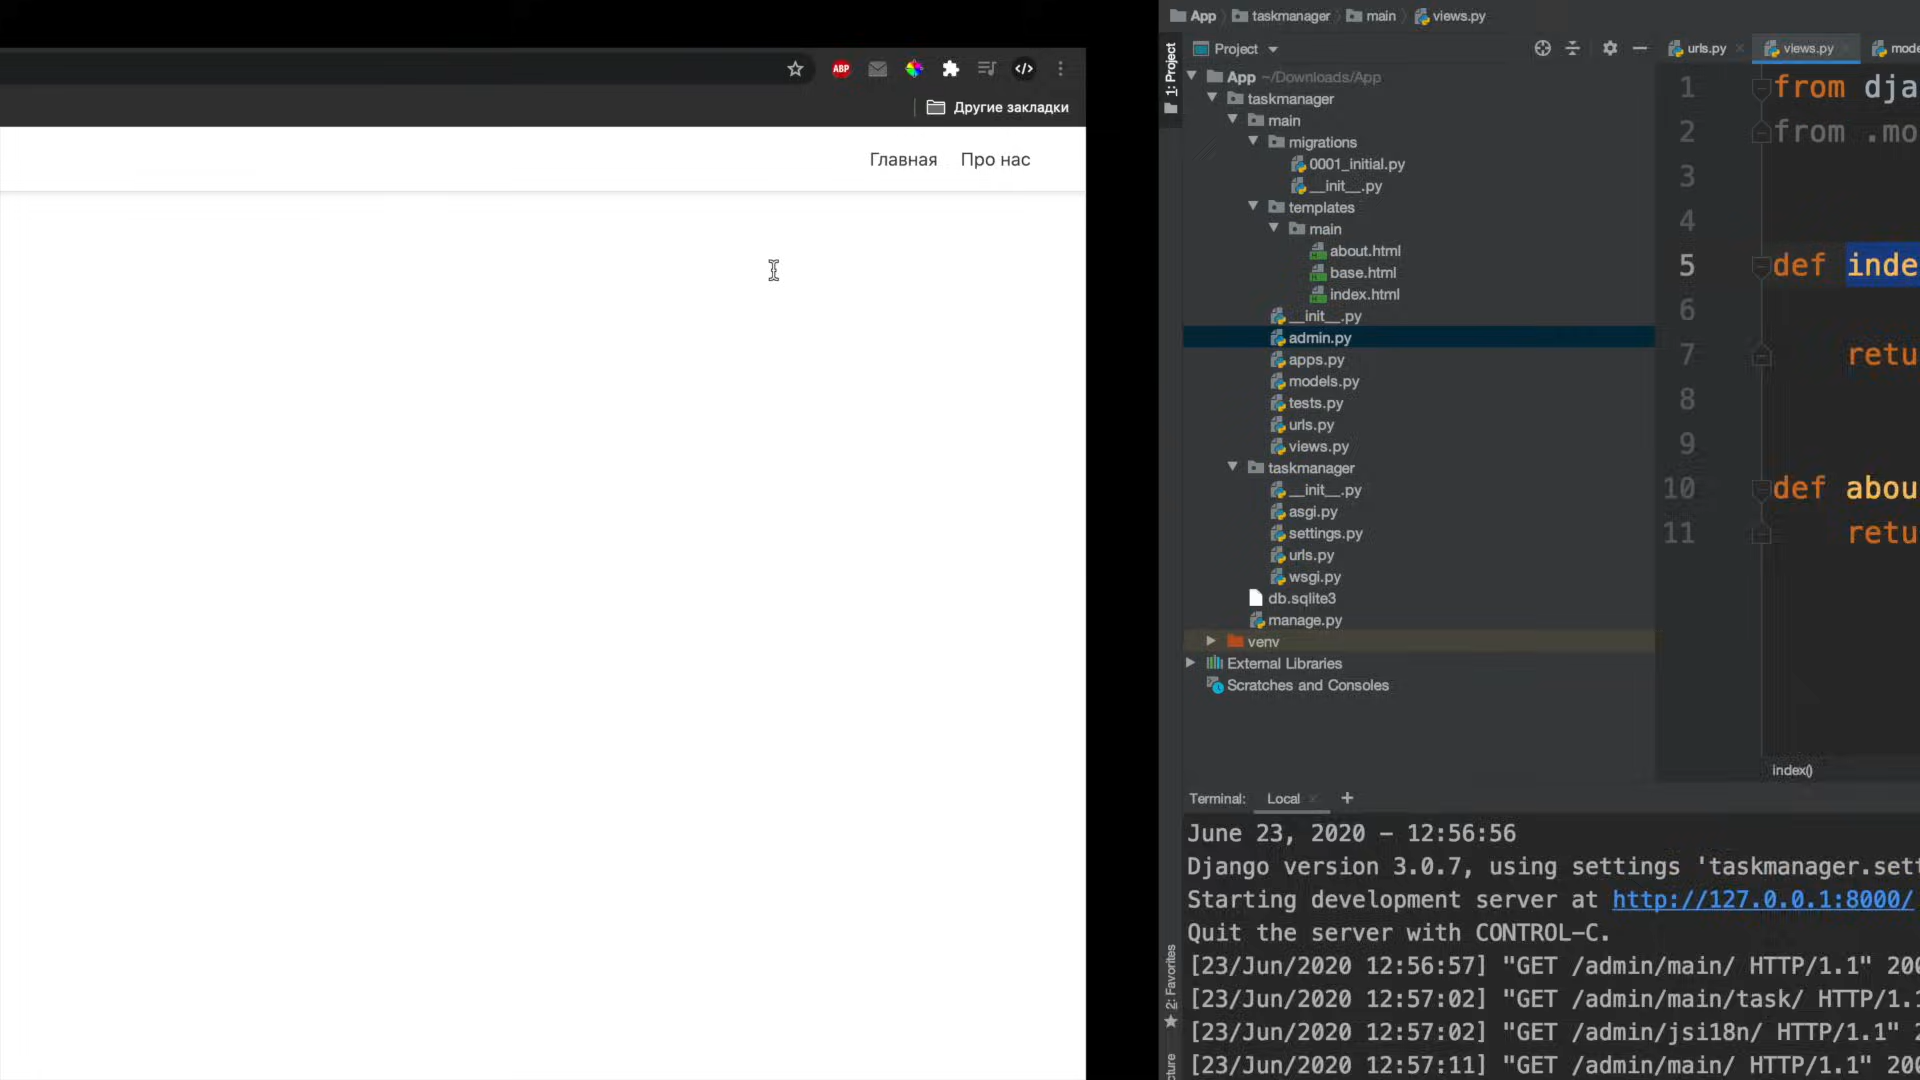 ABP
Другие закладки
Главная Про нас
App taskmanager main views.py
1: Project
Project
App ~/Downloads/App
taskmanager
main
migrations
0001_initial.py
__init__.py
templates
main
about.html
base.html
index.html
__init__.py
admin.py
apps.py
models.py
tests.py
urls.py
views.py
taskmanager
__init__.py
asgi.py
settings.py
urls.py
wsgi.py
db.sqlite3
manage.py
venv
External Libraries
Scratches and Consoles
urls.py views.py mode
1 from dja
2 from .mo
3
4
5 def inde
6
7 retu
8
9
10 def abou
11 retu
index()
Terminal: Local +
June 23, 2020 - 12:56:56
Django version 3.0.7, using settings 'taskmanager.sett
Starting development server at http://127.0.0.1:8000/
Quit the server with CONTROL-C.
[23/Jun/2020 12:56:57] "GET /admin/main/ HTTP/1.1" 200
[23/Jun/2020 12:57:02] "GET /admin/main/task/ HTTP/1.1
[23/Jun/2020 12:57:02] "GET /admin/jsi18n/ HTTP/1.1" 2
[23/Jun/2020 12:57:11] "GET /admin/main/ HTTP/1.1" 200
2: Favorites
cture